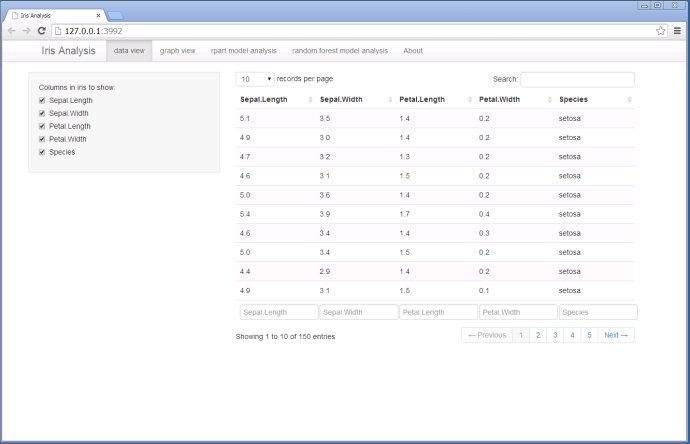 Iris Analysis
127.0.0.1:3992
Iris Analysis data view graph view rpart model analysis random forest model analysis About
Columns in iris to show:
Sepal.Length
Sepal.Width
Petal.Length
Petal.Width
Species
10 records per page Search:
Sepal.Length Sepal.Width Petal.Length Petal.Width Species
5.1 3.5 1.4 0.2 setosa
4.9 3.0 1.4 0.2 setosa
4.7 3.2 1.3 0.2 setosa
4.6 3.1 1.5 0.2 setosa
5.0 3.6 1.4 0.2 setosa
5.4 3.9 1.7 0.4 setosa
4.6 3.4 1.4 0.3 setosa
5.0 3.4 1.5 0.2 setosa
4.4 2.9 1.4 0.2 setosa
4.9 3.1 1.5 0.1 setosa
Sepal.Length Sepal.Width Petal.Length Petal.Width Species
Showing 1 to 10 of 150 entries ← Previous 1 2 3 4 5 Next →